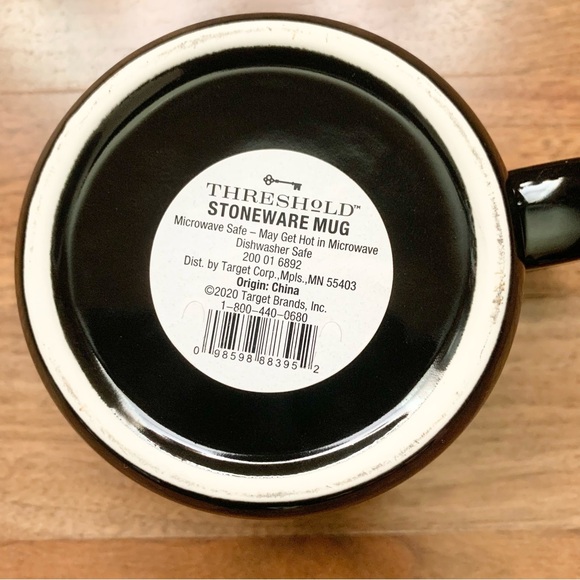 THRESHOLD™
STONEWARE MUG
Microwave Safe – May Get Hot in Microwave
Dishwasher Safe
200 01 6892
Dist. by Target Corp.,Mpls.,MN 55403
Origin: China
©2020 Target Brands, Inc.
1-800-440-0680
0 98598 88395 2